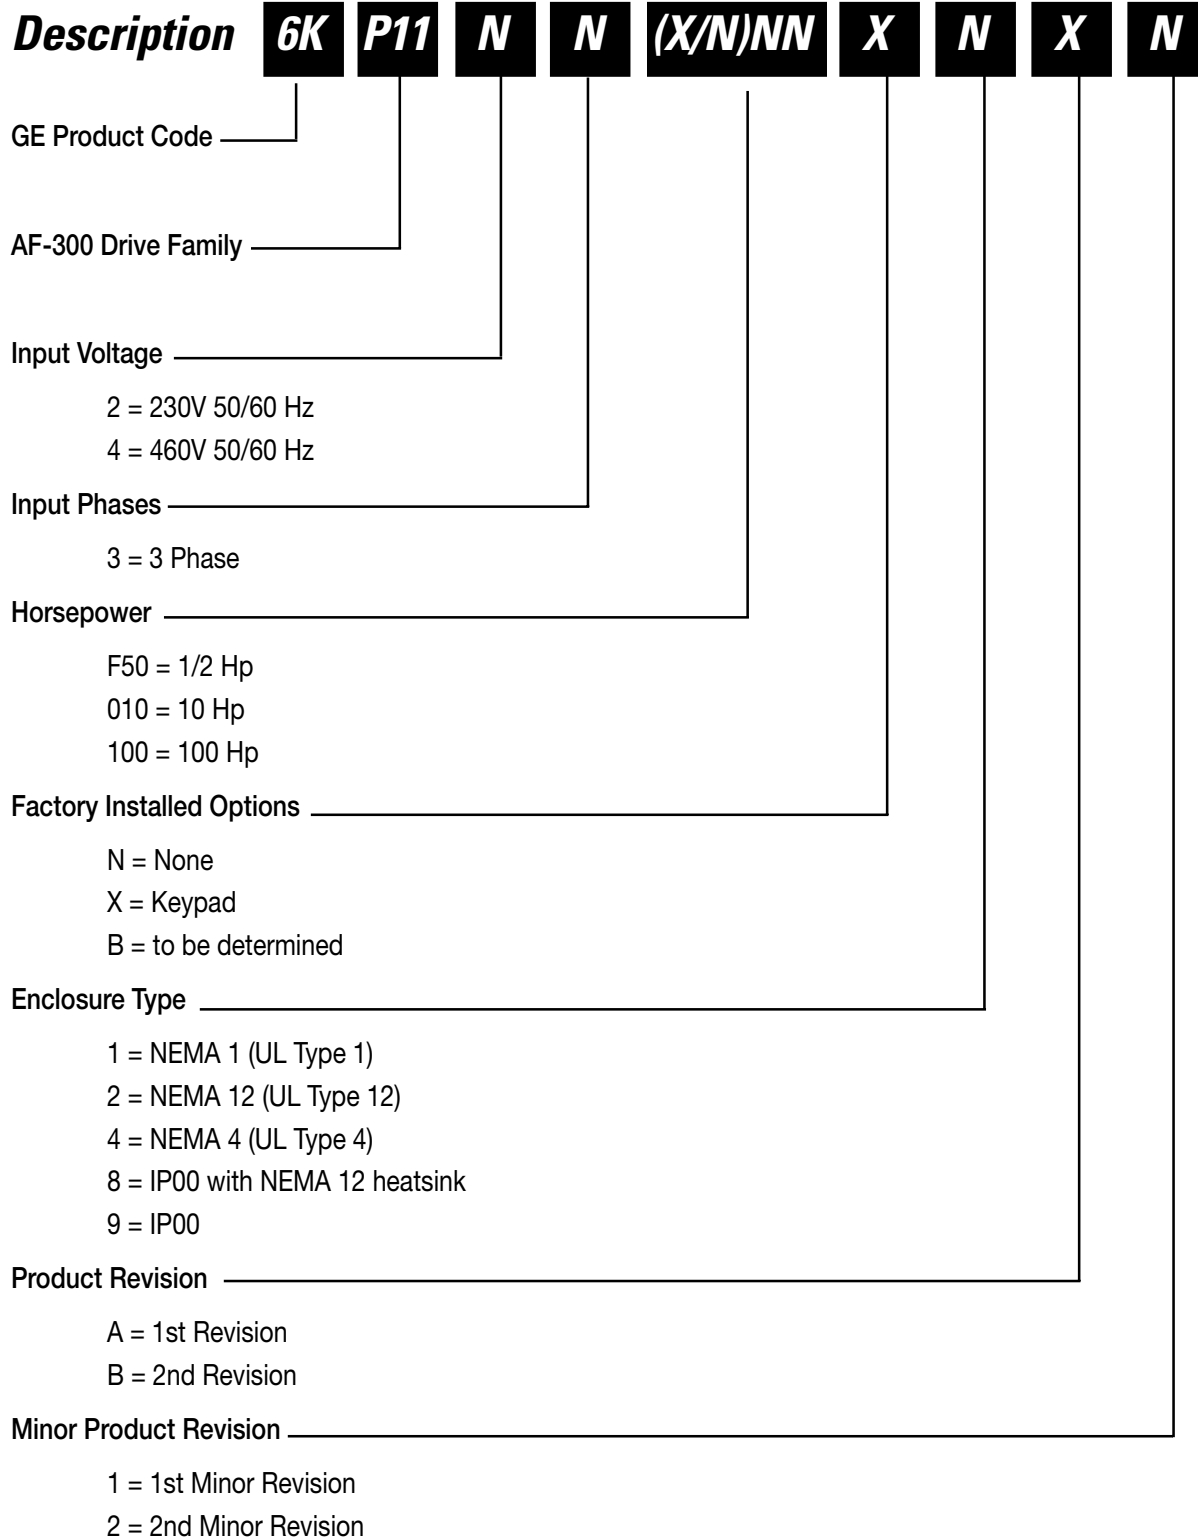 Description 6K P11 N N (X/N)NN X N X N
GE Product Code
AF-300 Drive Family
Input Voltage
2 = 230V 50/60 Hz
4 = 460V 50/60 Hz
Input Phases
3 = 3 Phase
Horsepower
F50 = 1/2 Hp
010 = 10 Hp
100 = 100 Hp
Factory Installed Options
N = None
X = Keypad
B = to be determined
Enclosure Type
1 = NEMA 1 (UL Type 1)
2 = NEMA 12 (UL Type 12)
4 = NEMA 4 (UL Type 4)
8 = IP00 with NEMA 12 heatsink
9 = IP00
Product Revision
A = 1st Revision
B = 2nd Revision
Minor Product Revision
1 = 1st Minor Revision
2 = 2nd Minor Revision